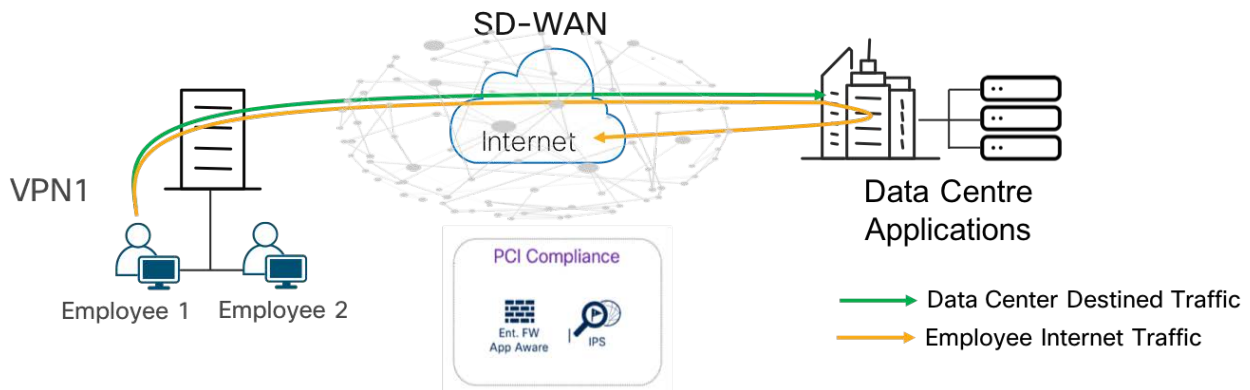 SD-WAN
Internet
VPN1
Employee 1
Employee 2
Data Centre
Applications
PCI Compliance
Ent. FW
App Aware
IPS
Data Center Destined Traffic
Employee Internet Traffic